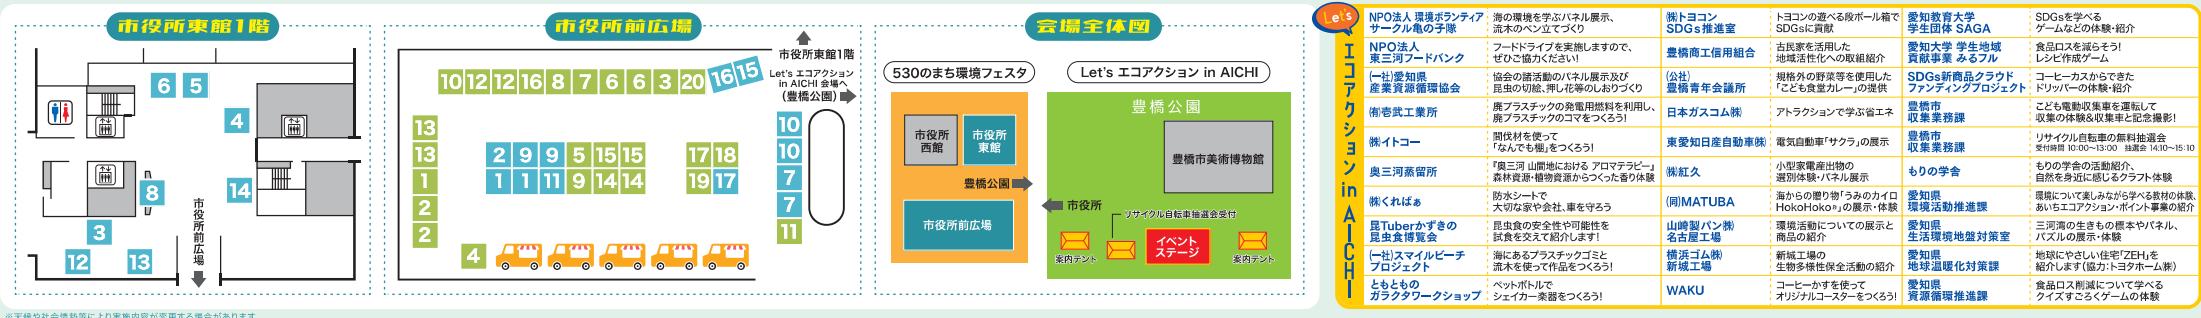 市役所東館1階
6 5
4
14
8
3
12 13
市役所前広場
市役所前広場
市役所東館1階
Let's エコアクション
in AICHI 会場へ
(豊橋公園)
10 12 12 16 8 7 6 6 3 20 16 15
13
13
1
2
2
2 9 9 5 15 15
1 1 11 9 14 14
17 18
19 17
10
10
7
7
11
4
会場全体図
530のまち環境フェスタ
市役所
西館
市役所
東館
豊橋公園
市役所前広場
Let's エコアクション in AICHI
豊橋公園
豊橋市美術博物館
市役所
リサイクル自転車抽選会受付
案内テント
イベント
ステージ
案内テント
※天候や社会情勢等により実施内容が変更する場合があります。
Let's
エコアクション in AICHI
NPO法人 環境ボランティア
サークル亀の子隊
海の環境を学ぶパネル展示、
流木のペン立てづくり
NPO法人
東三河フードバンク
フードドライブを実施しますので、
ぜひご協力ください!
(一社)愛知県
産業資源循環協会
協会の諸活動のパネル展示及び
昆虫の切絵、押し花等のしおりづくり
㈲壱武工業所
廃プラスチックの発電用燃料を利用し、
廃プラスチックのコマをつくろう!
㈱イトコー
間伐材を使って
「なんでも棚」をつくろう!
奥三河蒸留所
『奥三河 山間地における アロマテラピー』
森林資源・植物資源からつくった香り体験
㈱くればぁ
防水シートで
大切な家や会社、車を守ろう
昆Tuberかずきの
昆虫食博覧会
昆虫食の安全性や可能性を
試食を交えて紹介します!
(一社)スマイルビーチ
プロジェクト
海にあるプラスチックゴミと
流木を使って作品をつくろう!
ともともの
ガラクタワークショップ
ペットボトルで
シェイカー楽器をつくろう!
㈱トヨコン
SDGs推進室
トヨコンの遊べる段ボール箱で
SDGsに貢献
豊橋商工信用組合
古民家を活用した
地域活性化への取組紹介
(公社)
豊橋青年会議所
規格外の野菜等を使用した
「こども食堂カレー」の提供
日本ガスコム㈱
アトラクションで学ぶ省エネ
東愛知日産自動車㈱
電気自動車「サクラ」の展示
㈱紅久
小型家電産出物の
選別体験・パネル展示
㈲MATUBA
海からの贈り物「うみのカイロ
HokoHoko®」の展示・体験
山崎製パン㈱
名古屋工場
環境活動についての展示と
商品の紹介
横浜ゴム㈱
新城工場
新城工場の
生物多様性保全活動の紹介
WAKU
コーヒーかすを使って
オリジナルコースターをつくろう!
愛知教育大学
学生団体 SAGA
SDGsを学べる
ゲームなどの体験・紹介
愛知大学 学生地域
貢献事業 みるフル
食品ロスを減らそう!
レシピ作成ゲーム
SDGs新商品クラウド
ファンディングプロジェクト
コーヒーカスからできた
ドリッパーの体験・紹介
豊橋市
収集業務課
こども電動収集車を運転して
収集の体験&収集車と記念撮影!
豊橋市
収集業務課
リサイクル自転車の無料抽選会
受付時間 10:00〜13:00 抽選会 14:10〜15:10
もりの学舎
もりの学舎の活動紹介、
自然を身近に感じるクラフト体験
愛知県
環境活動推進課
環境について楽しみながら学べる教材の体験、
あいちエコアクション・ポイント事業の紹介
愛知県
生活環境地盤対策室
三河湾の生きもの標本やパネル、
パズルの展示・体験
愛知県
地球温暖化対策課
地球にやさしい住宅「ZEH」を
紹介します(協力:トヨタホーム㈱)
愛知県
資源循環推進課
食品ロス削減について学べる
クイズすごろくゲームの体験